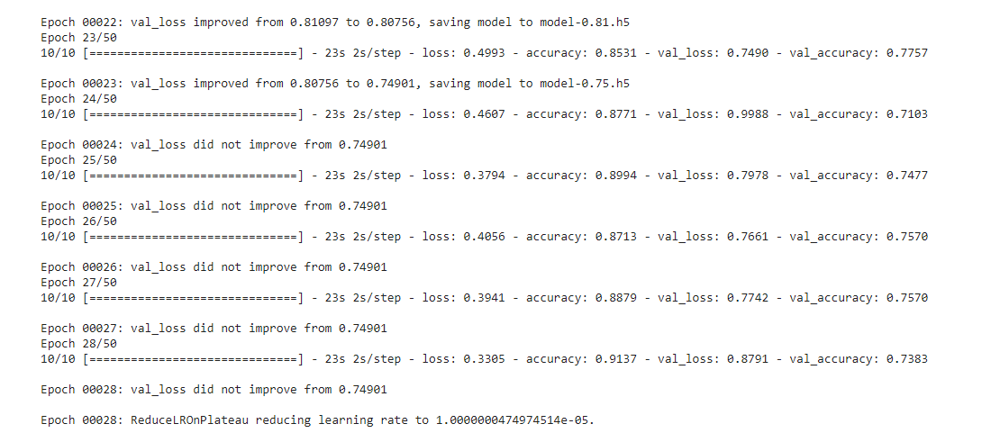 Epoch 00022: val_loss improved from 0.81097 to 0.80756, saving model to model-0.81.h5
Epoch 23/50
10/10 [==============================] - 23s 2s/step - loss: 0.4993 - accuracy: 0.8531 - val_loss: 0.7490 - val_accuracy: 0.7757
Epoch 00023: val_loss improved from 0.80756 to 0.74901, saving model to model-0.75.h5
Epoch 24/50
10/10 [==============================] - 23s 2s/step - loss: 0.4607 - accuracy: 0.8771 - val_loss: 0.9988 - val_accuracy: 0.7103
Epoch 00024: val_loss did not improve from 0.74901
Epoch 25/50
10/10 [==============================] - 23s 2s/step - loss: 0.3794 - accuracy: 0.8994 - val_loss: 0.7978 - val_accuracy: 0.7477
Epoch 00025: val_loss did not improve from 0.74901
Epoch 26/50
10/10 [==============================] - 23s 2s/step - loss: 0.4056 - accuracy: 0.8713 - val_loss: 0.7661 - val_accuracy: 0.7570
Epoch 00026: val_loss did not improve from 0.74901
Epoch 27/50
10/10 [==============================] - 23s 2s/step - loss: 0.3941 - accuracy: 0.8879 - val_loss: 0.7742 - val_accuracy: 0.7570
Epoch 00027: val_loss did not improve from 0.74901
Epoch 28/50
10/10 [==============================] - 23s 2s/step - loss: 0.3305 - accuracy: 0.9137 - val_loss: 0.8791 - val_accuracy: 0.7383
Epoch 00028: val_loss did not improve from 0.74901
Epoch 00028: ReduceLROnPlateau reducing learning rate to 1.0000000474974514e-05.